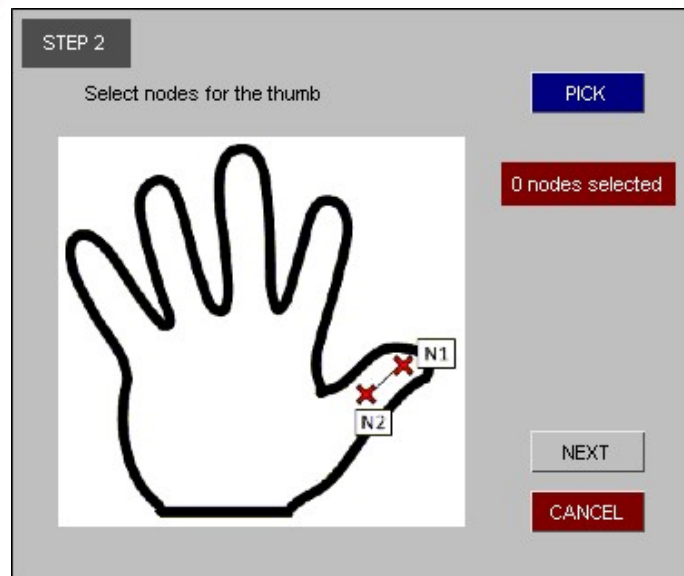 STEP 2
Select nodes for the thumb
PICK
0 nodes selected
N1
N2
NEXT
CANCEL